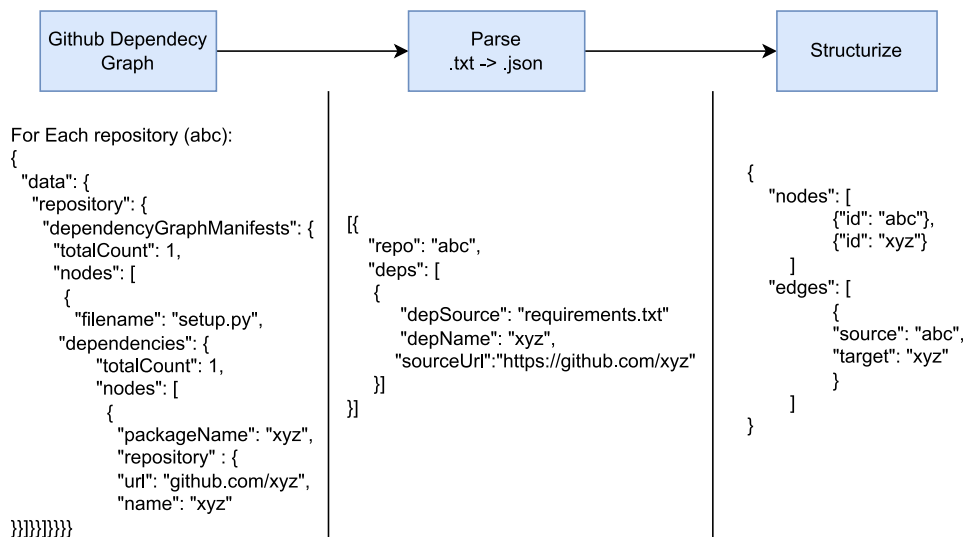 Github Dependecy
Graph
Parse
.txt -> .json
Structurize
For Each repository (abc):
{
"data": {
"repository": {
"dependencyGraphManifests": {
"totalCount": 1,
"nodes": [
{
"filename": "setup.py",
"dependencies": {
"totalCount": 1,
"nodes": [
{
"packageName": "xyz",
"repository" : {
"url": "github.com/xyz",
"name": "xyz"
}}]}}]}}}}
[{
"repo": "abc",
"deps": [
{
"depSource": "requirements.txt"
"depName": "xyz",
"sourceUrl":"https://github.com/xyz"
}]
}]
{
"nodes": [
{"id": "abc"},
{"id": "xyz"}
]
"edges": [
{
"source": "abc",
"target": "xyz"
}
]
}